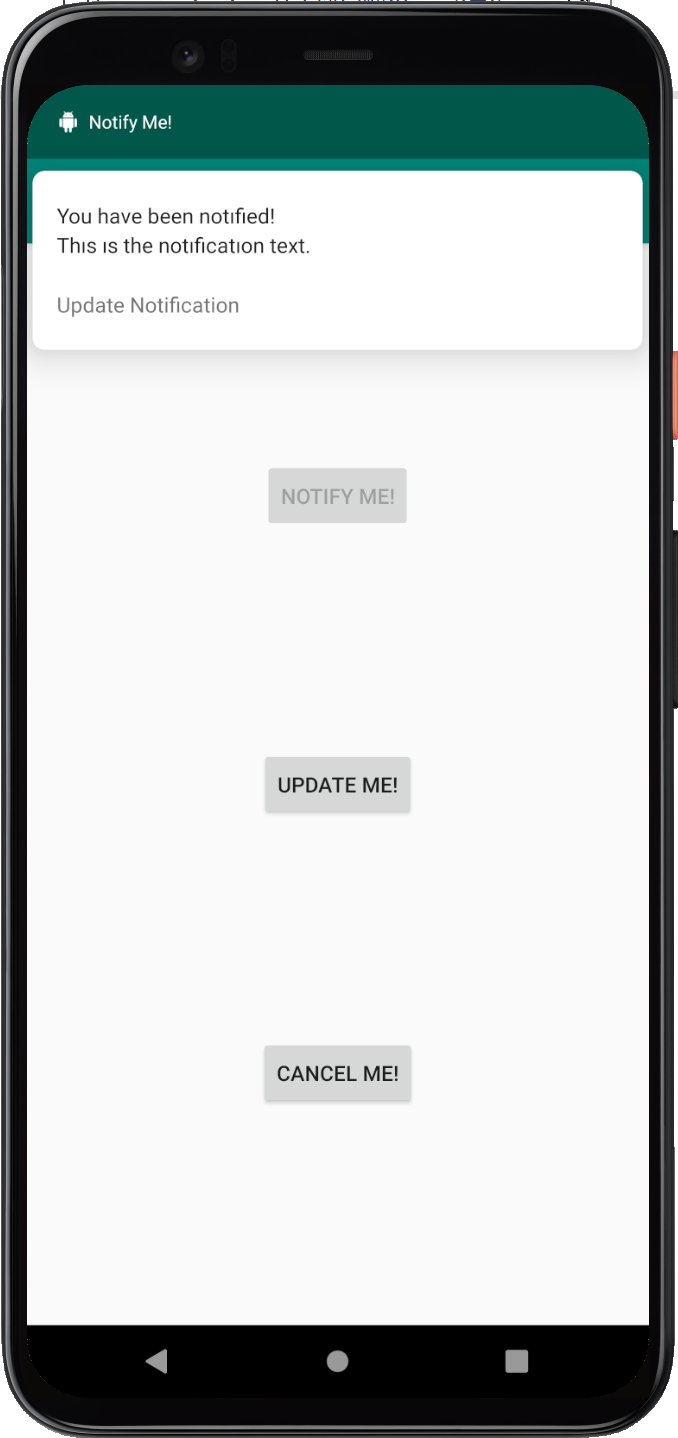 Notify Me!
You have been notified!
This is the notification text.
Update Notification
NOTIFY ME!
UPDATE ME!
CANCEL ME!